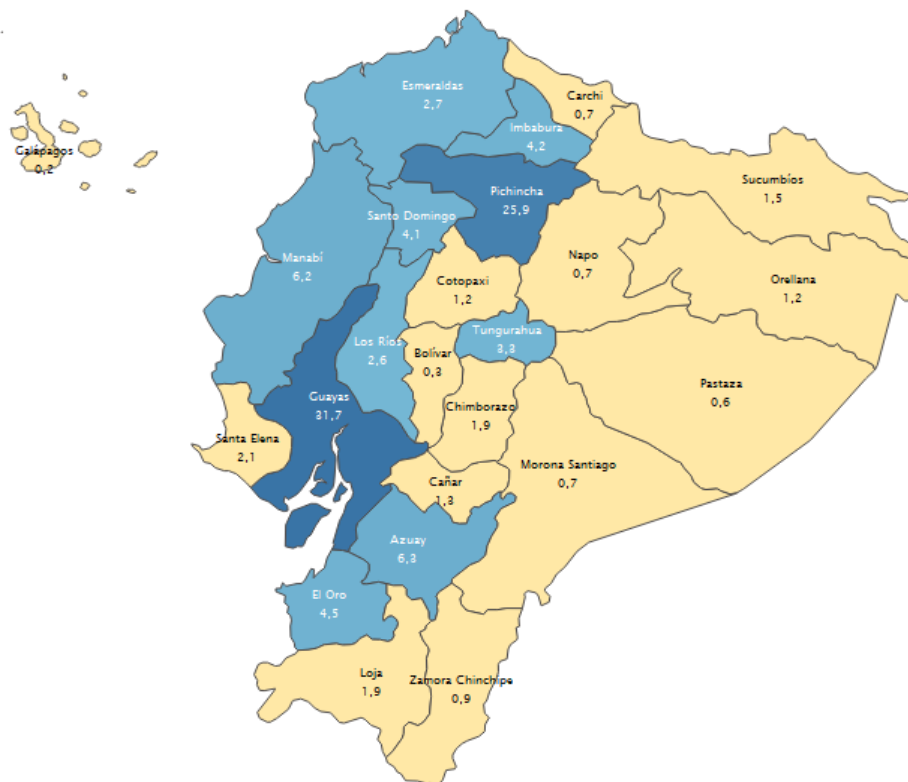 Esmeraldas
2,7
Carchi
0,7
Imbabura
4,2
Galápagos
0,2
Pichincha
25,9
Sucumbíos
1,5
Santo Domingo
4,1
Manabí
6,2
Napo
0,7
Cotopaxi
1,2
Orellana
1,2
Tungurahua
3,3
Los Ríos
2,6
Bolívar
0,3
Pastaza
0,6
Guayas
31,7
Chimborazo
1,9
Santa Elena
2,1
Morona Santiago
0,7
Cañar
1,3
Azuay
6,3
El Oro
4,5
Loja
1,9
Zamora Chinchipe
0,9